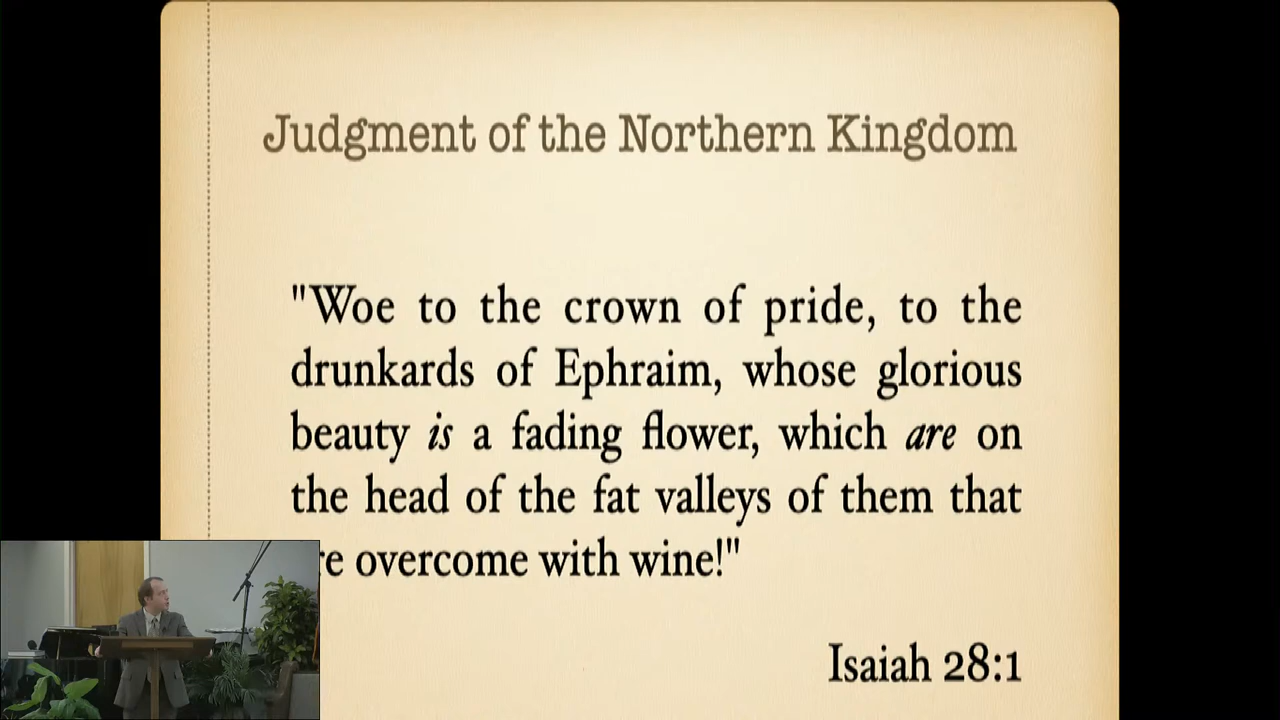 Judgment of the Northern Kingdom
"Woe to the crown of pride, to the
drunkards of Ephraim, whose glorious
beauty is a fading flower, which are on
the head of the fat valleys of them that
re overcome with wine!"
Isaiah 28:1